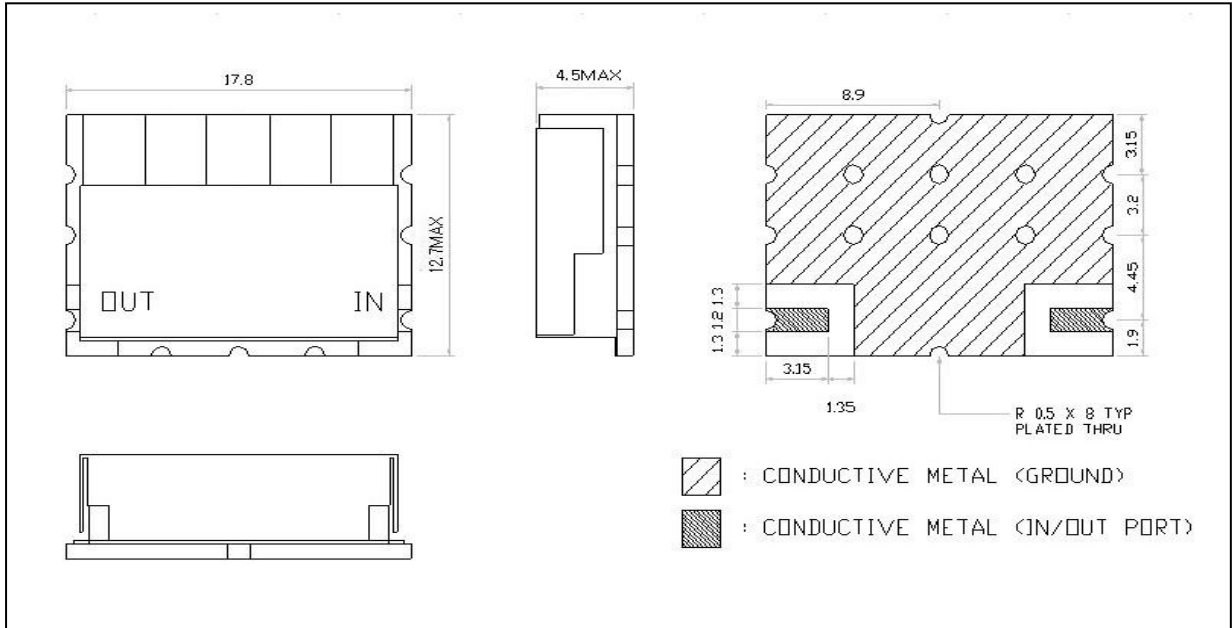 17.8
4.5MAX
8.9
12.7MAX
3.15
3.2
4.45
1.9
OUT IN
1.3
1.2
1.3
3.15
1.35
R 0.5 X 8 TYP
PLATED THRU
: CONDUCTIVE METAL (GROUND)
: CONDUCTIVE METAL (IN/OUT PORT)